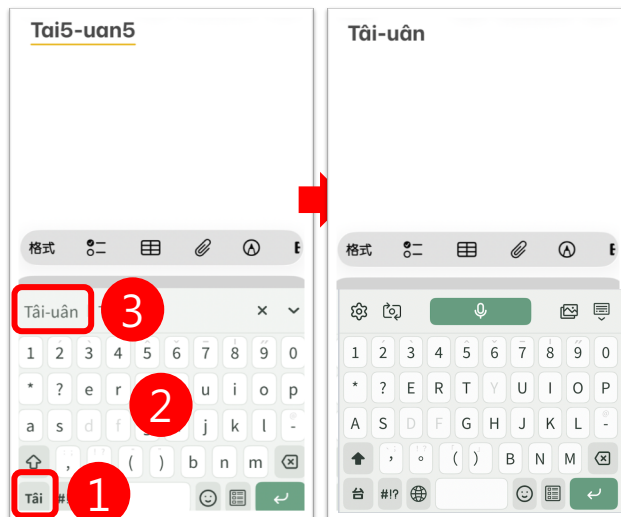 Tai5-uan5
格式
Tâi-uân
3
1 2 3 4 5 6 7 8 9 0
* ? e r u i o p
2
a s d f g j k l -
, ( ) b n m
Tâi #!
1
Tâi-uân
格式
1 2 3 4 5 6 7 8 9 0
* ? E R T Y U I O P
A S D F G H J K L -
, 。 ( ) B N M
台 #!?